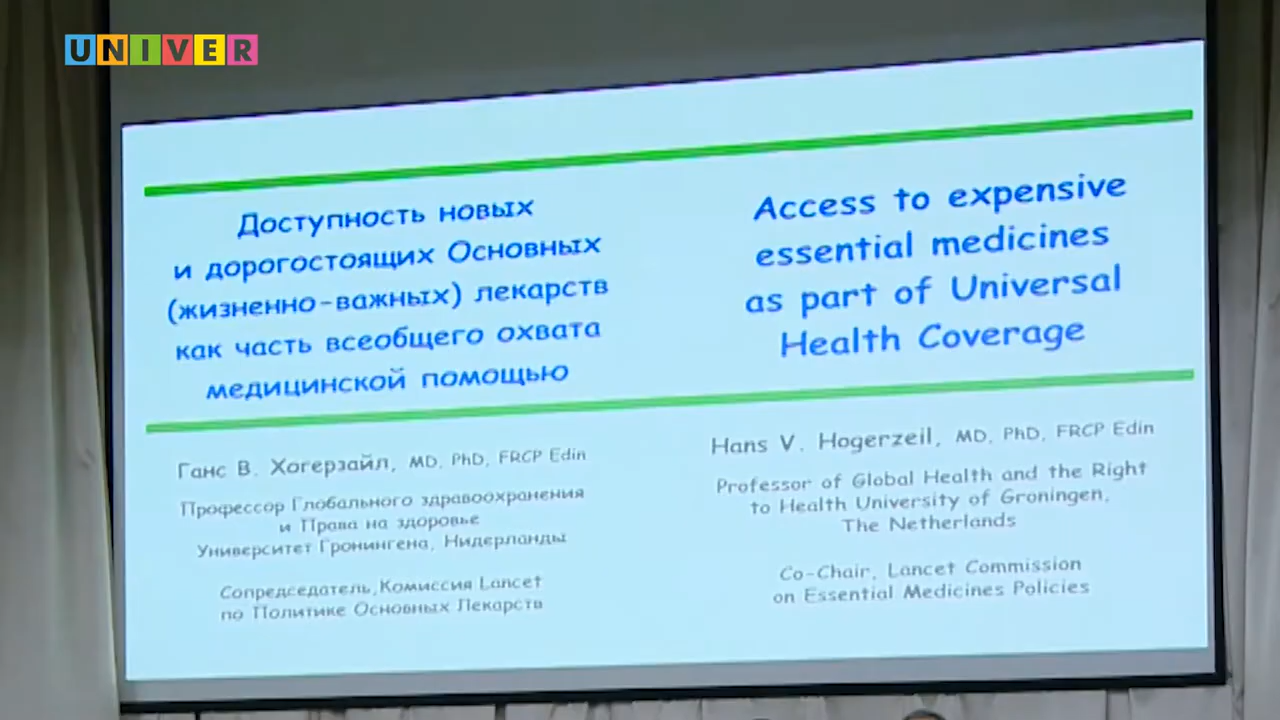 UNIVER
Доступность новых
и дорогостоящих Основных
(жизненно-важных) лекарств
как часть всеобщего охвата
медицинской помощью
Access to expensive
essential medicines
as part of Universal
Health Coverage
Ганс В. Хогерзайл, MD, PhD, FRCP Edin
Профессор Глобального здравоохранения
и Права на здоровье
Университет Гронингена, Нидерланды
Сопредседатель,Комиссия Lancet
по Политике Основных Лекарств
Hans V. Hogerzeil, MD, PhD, FRCP Edin
Professor of Global Health and the Right
to Health University of Groningen,
The Netherlands
Co-Chair, Lancet Commission
on Essential Medicines Policies